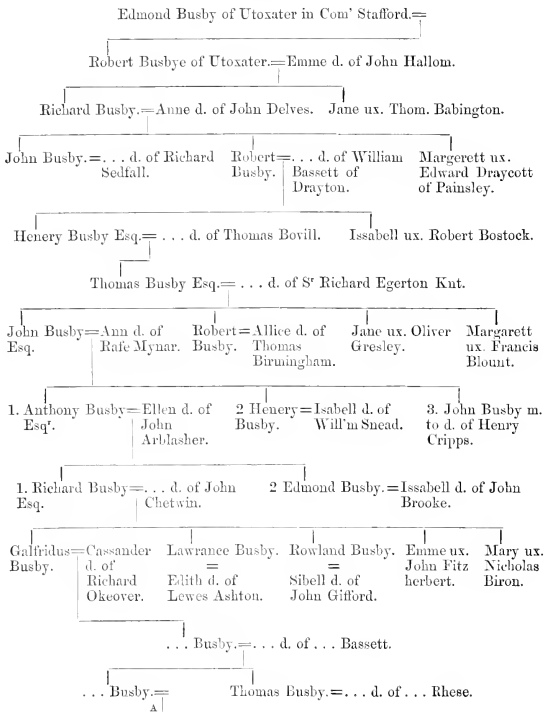 Edmond Busby of Utoxater in Com' Stafford.=
Robert Busbye of Utoxater.=Emme d. of John Hallom.
Richard Busby.=Anne d. of John Delves. Jane ux. Thom. Babington.
John Busby.=... d. of Richard Sedfall. Robert Busby.=... d. of William Bassett of Drayton. Margerett ux. Edward Draycott of Painsley.
Henery Busby Esq.=... d. of Thomas Bovill. Issabell ux. Robert Bostock.
Thomas Busby Esq.=... d. of Sr Richard Egerton Knt.
John Busby Esq.=Ann d. of Rafe Mynar. Robert Busby.=Allice d. of Thomas Birmingham. Jane ux. Oliver Gresley. Margarett ux. Francis Blount.
1. Anthony Busby Esqr.=Ellen d. of John Arblasher. 2 Henery Busby.=Isabell d. of Will'm Snead. 3. John Busby m. to d. of Henry Cripps.
1. Richard Busby Esq.=... d. of John Chetwin. 2 Edmond Busby.=Issabell d. of John Brooke.
Galfridus Busby.=Cassander d. of Richard Okeover. Lawrance Busby.=Edith d. of Lewes Ashton. Rowland Busby.=Sibell d. of John Gifford. Emme ux. John Fitz herbert. Mary ux. Nicholas Biron.
... Busby.=... d. of ... Bassett.
... Busby.= Thomas Busby.=... d. of ... Rhese.
A